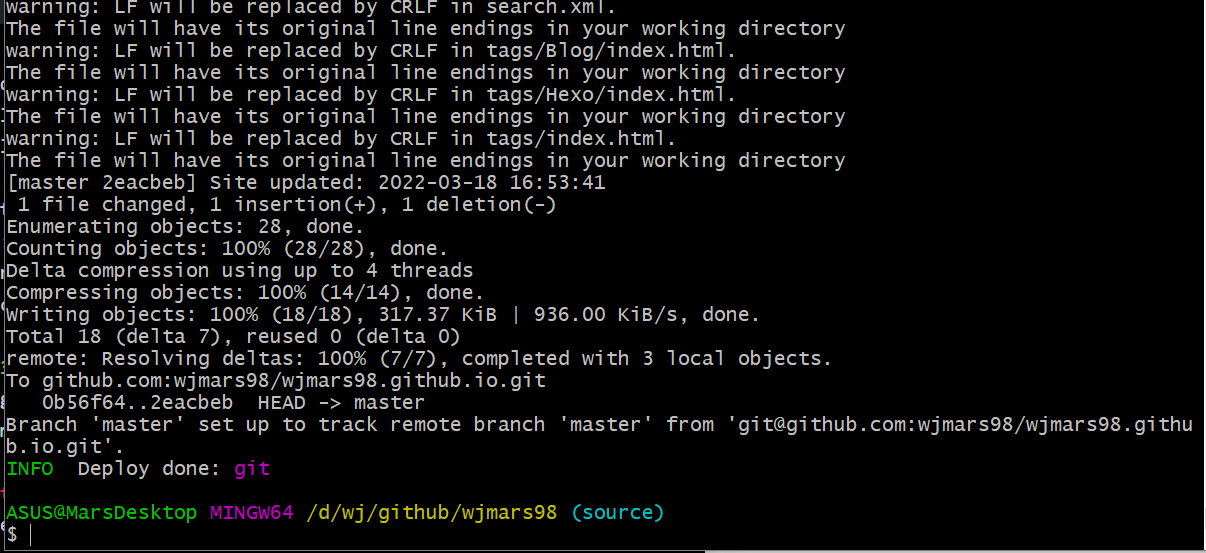 warning: LF will be replaced by CRLF in search.xml.
The file will have its original line endings in your working directory
warning: LF will be replaced by CRLF in tags/Blog/index.html.
The file will have its original line endings in your working directory
warning: LF will be replaced by CRLF in tags/Hexo/index.html.
The file will have its original line endings in your working directory
warning: LF will be replaced by CRLF in tags/index.html.
The file will have its original line endings in your working directory
[master 2eacbeb] Site updated: 2022-03-18 16:53:41
 1 file changed, 1 insertion(+), 1 deletion(-)
Enumerating objects: 28, done.
Counting objects: 100% (28/28), done.
Delta compression using up to 4 threads
Compressing objects: 100% (14/14), done.
Writing objects: 100% (18/18), 317.37 KiB | 936.00 KiB/s, done.
Total 18 (delta 7), reused 0 (delta 0)
remote: Resolving deltas: 100% (7/7), completed with 3 local objects.
To github.com:wjmars98/wjmars98.github.io.git
   0b56f64..2eacbeb  HEAD -> master
Branch 'master' set up to track remote branch 'master' from 'git@github.com:wjmars98/wjmars98.githu
b.io.git'.
INFO  Deploy done: git
ASUS@MarsDesktop MINGW64 /d/wj/github/wjmars98 (source)
$